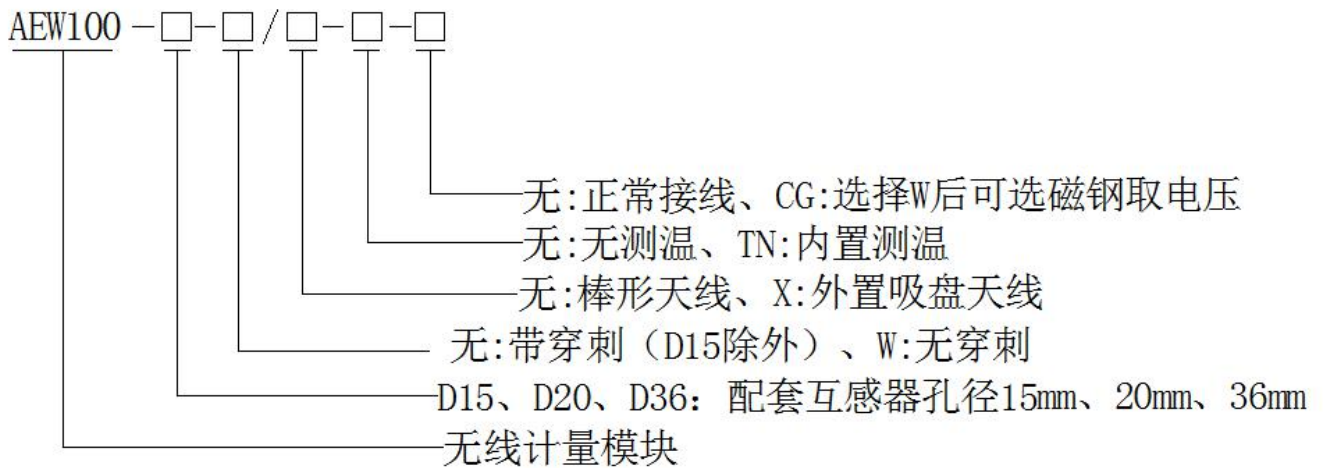 AEW100-□-□/□-□-□
无:正常接线、CG:选择W后可选磁钢取电压
无:无测温、TN:内置测温
无:棒形天线、X:外置吸盘天线
无:带穿刺（D15除外）、W:无穿刺
D15、D20、D36：配套互感器孔径15mm、20mm、36mm
无线计量模块